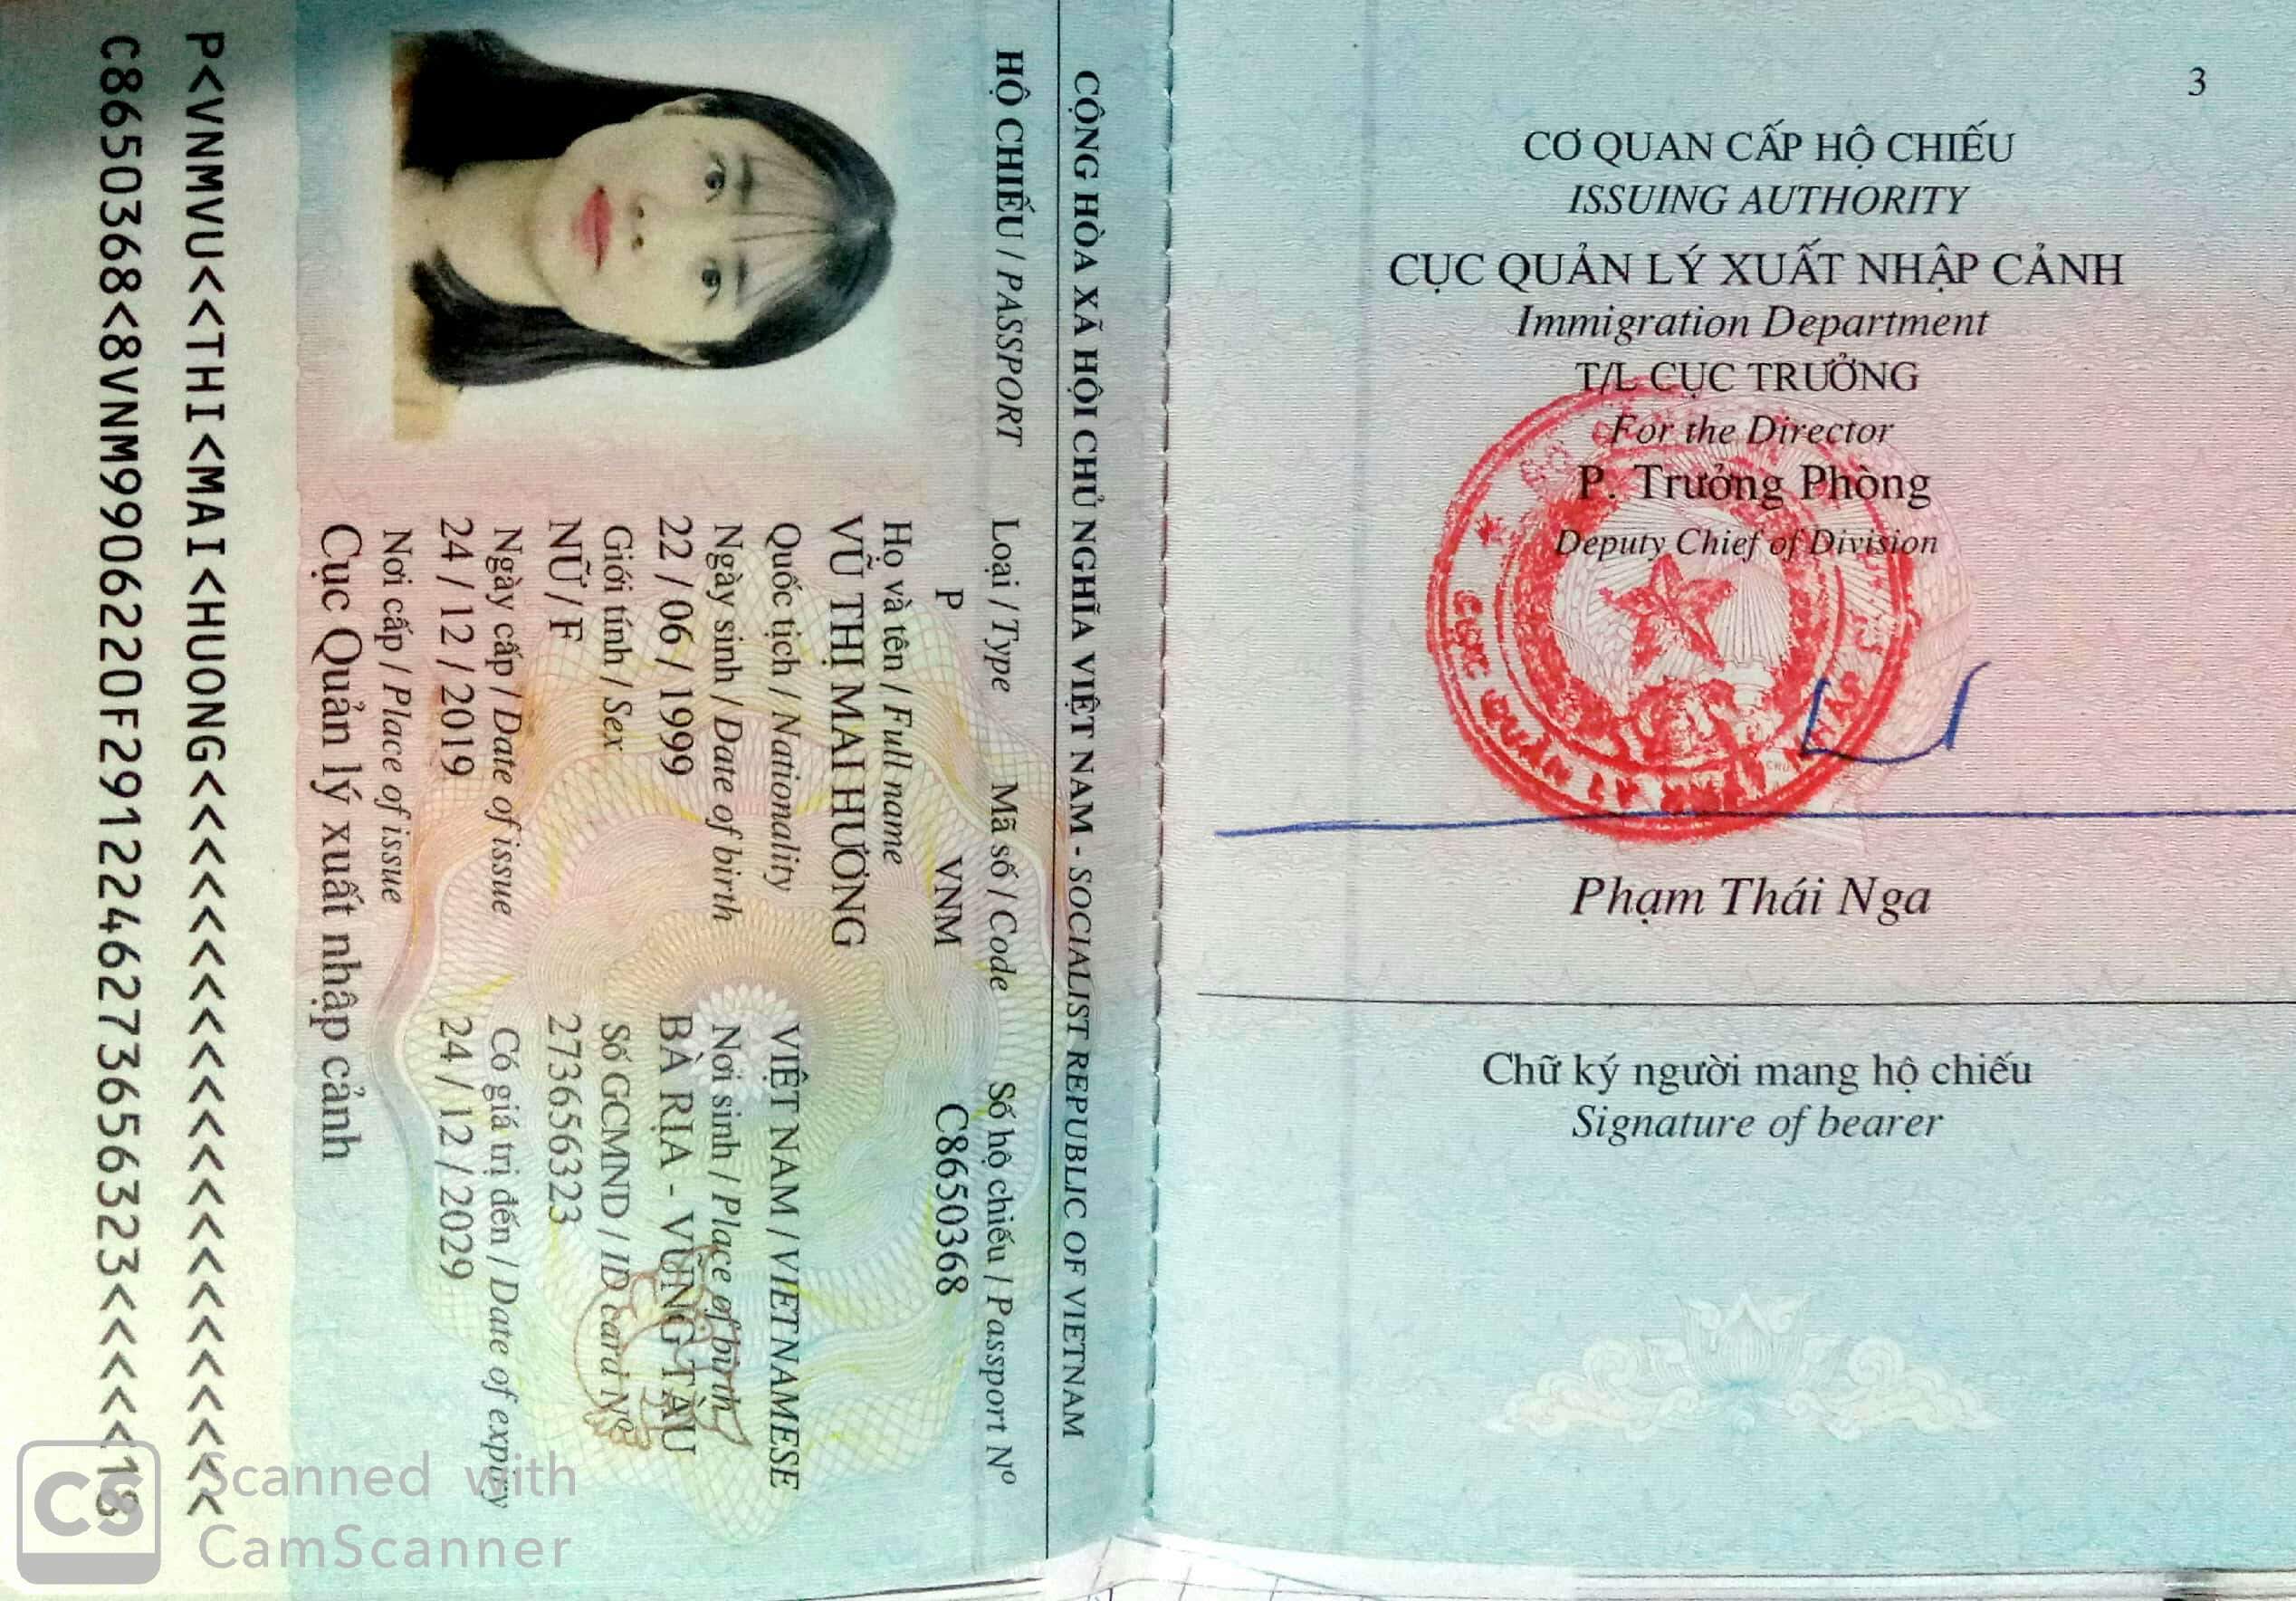 3
CƠ QUAN CẤP HỘ CHIẾU
ISSUING AUTHORITY
CỤC QUẢN LÝ XUẤT NHẬP CẢNH
Immigration Department
T/L CỤC TRƯỞNG
For the Director
P. Trưởng Phòng
Deputy Chief of Division
Phạm Thái Nga
Chữ ký người mang hộ chiếu
Signature of bearer
CỘNG HÒA XÃ HỘI CHỦ NGHĨA VIỆT NAM - SOCIALIST REPUBLIC OF VIETNAM
HỘ CHIẾU / PASSPORT Loại / Type Mã số / Code Số hộ chiếu / Passport Nº
P VNM C8650368
Họ và tên / Full name
VŨ THỊ MAI HƯƠNG
Quốc tịch / Nationality VIỆT NAM / VIETNAMESE
Ngày sinh / Date of birth Nơi sinh / Place of birth
22 / 06 / 1999 BÀ RỊA - VŨNG TÀU
Giới tính / Sex Số GCMND / ID card Nº
NỮ / F 273656323
Ngày cấp / Date of issue Có giá trị đến / Date of expiry
24 / 12 / 2019 24 / 12 / 2029
Nơi cấp / Place of issue
Cục Quản lý xuất nhập cảnh
P<VNMVU<<THI<MAI<HUONG<<<<<<<<<<<<<<<<<<<<<<
C8650368<8VNM9906220F2912246273656323<<<<<18
CS Scanned with
CamScanner